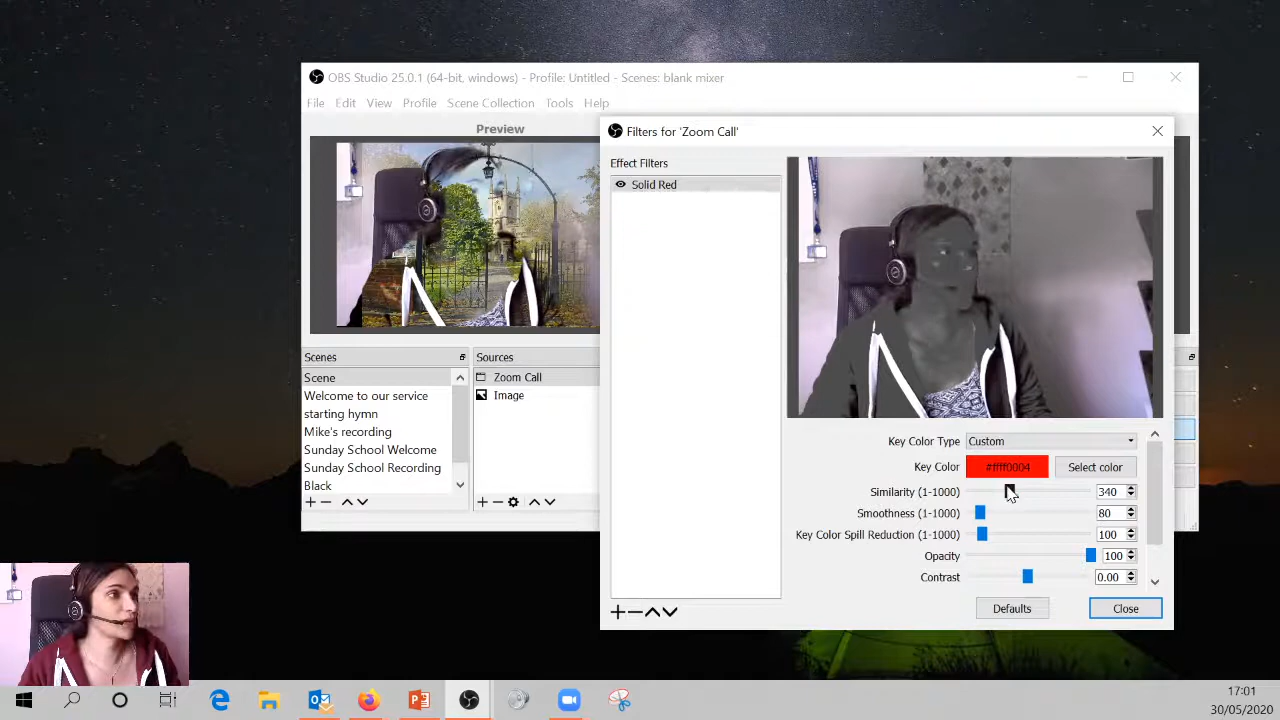 OBS Studio 25.0.1 (64-bit, windows) - Profile: Untitled - Scenes: blank mixer
File Edit View Profile Scene Collection Tools Help
Preview
Filters for 'Zoom Call'
Effect Filters
Solid Red
Scenes
Scene
Welcome to our service
starting hymn
Mike's recording
Sunday School Welcome
Sunday School Recording
Black
Sources
Zoom Call
Image
Key Color Type Custom
Key Color #ffff0004 Select color
Similarity (1-1000) 340
Smoothness (1-1000) 80
Key Color Spill Reduction (1-1000) 100
Opacity 100
Contrast 0.00
Defaults Close
17:01
30/05/2020